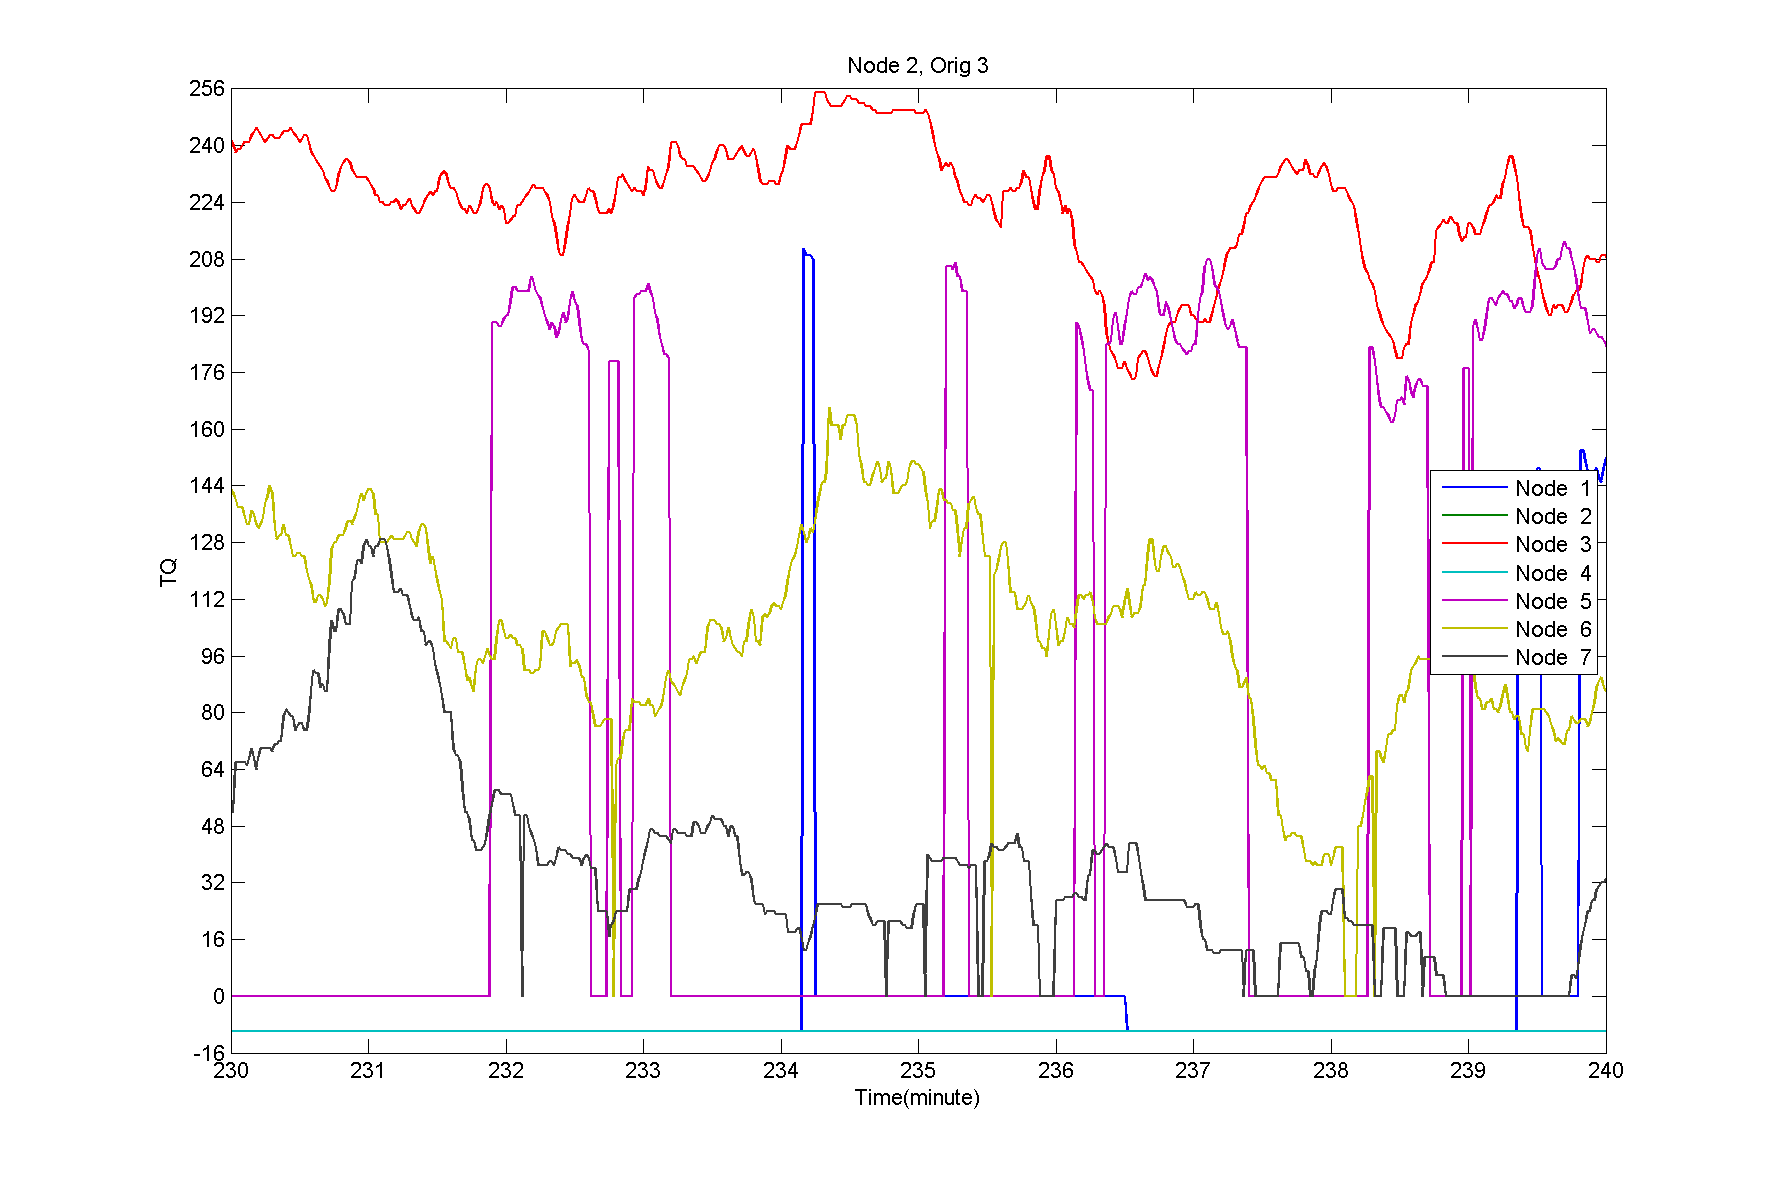 Node 2, Orig 3
256
240
224
208
192
176
160
144
128
112
96
80
64
48
32
16
0
-16
TQ
Node 1
Node 2
Node 3
Node 4
Node 5
Node 6
Node 7
230 231 232 233 234 235 236 237 238 239 240
Time(minute)